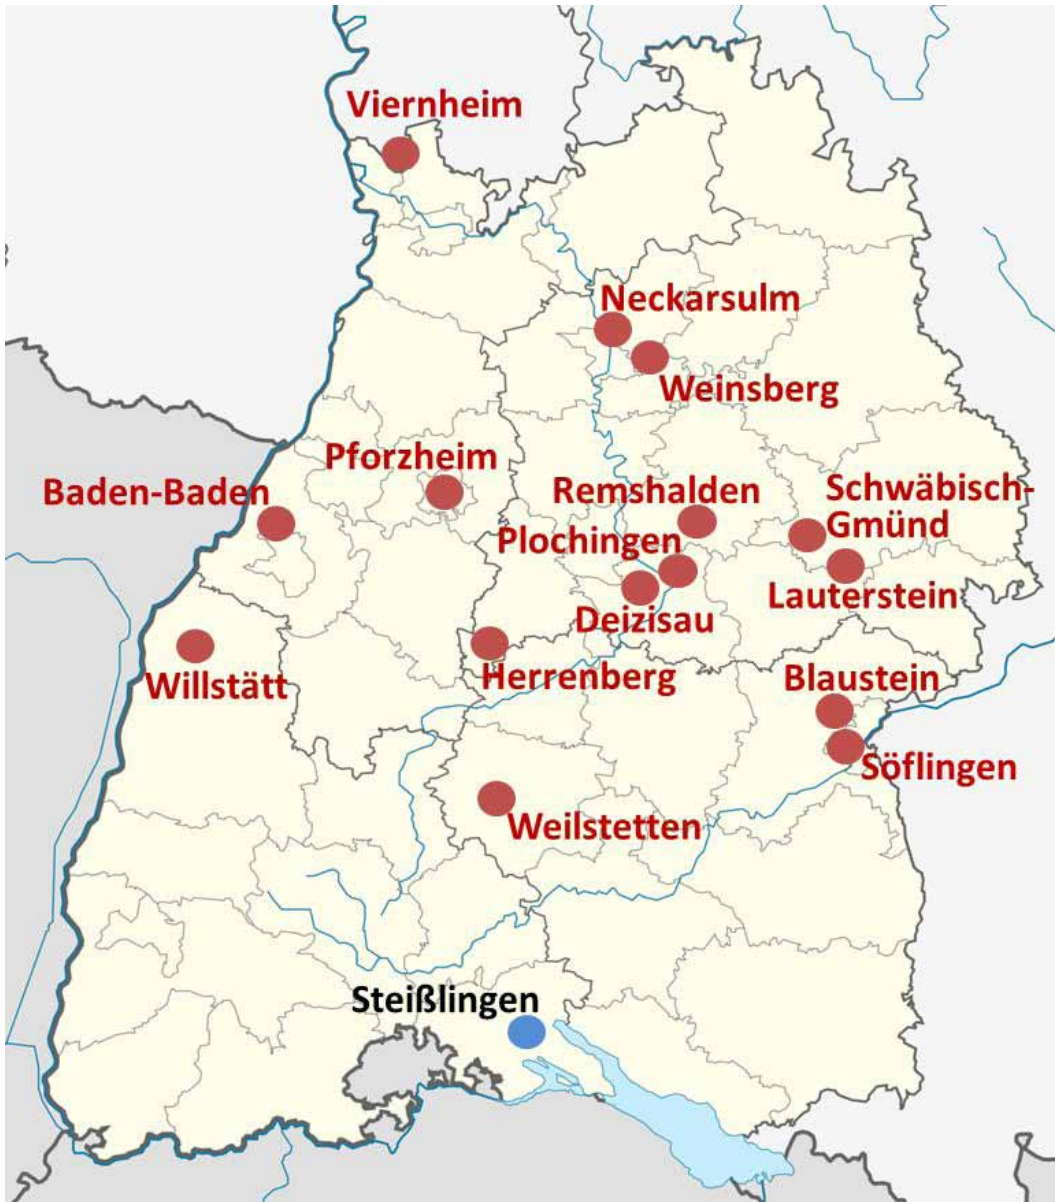 Viernheim
Neckarsulm
Weinsberg
Pforzheim
Baden-Baden
Remshalden
Schwäbisch-
Gmünd
Plochingen
Lauterstein
Deizisau
Herrenberg
Willstätt
Blaustein
Söflingen
Weilstetten
Steißlingen